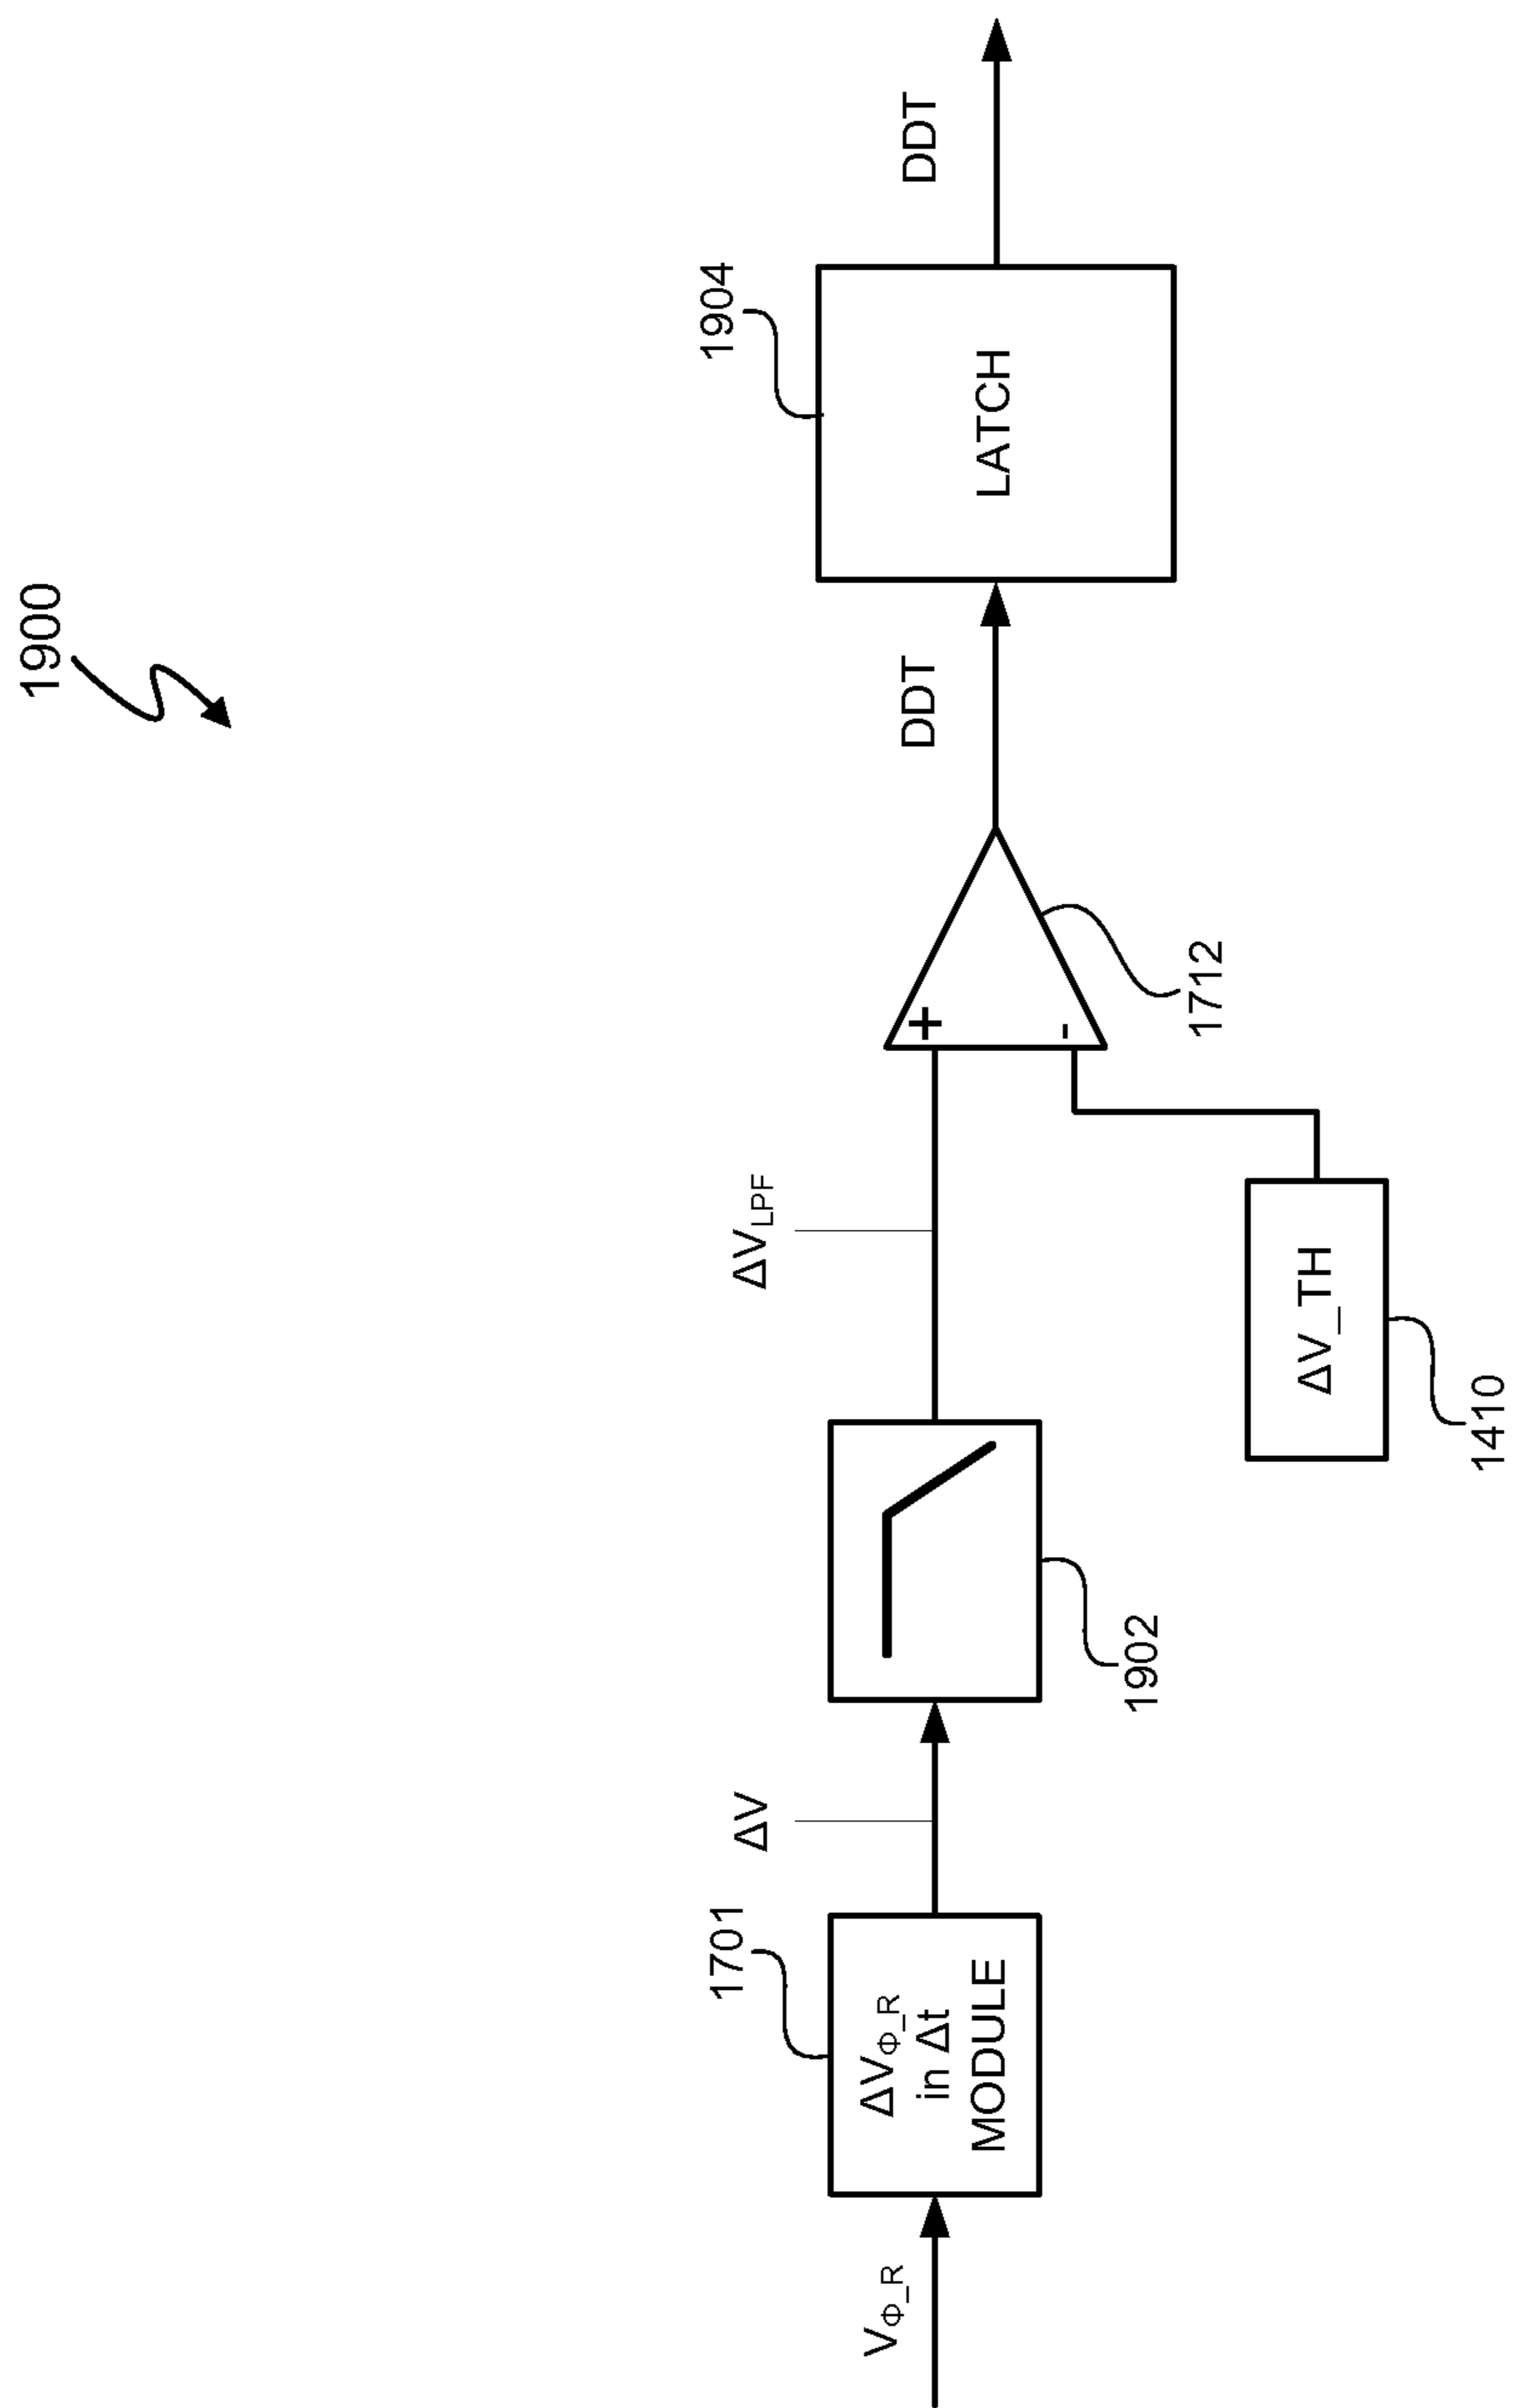 1900
V_Φ_R
1701
ΔV_Φ_R
in Δt
MODULE
ΔV
1902
ΔV_LPF
ΔV_TH
1410
+
-
1712
DDT
1904
LATCH
DDT